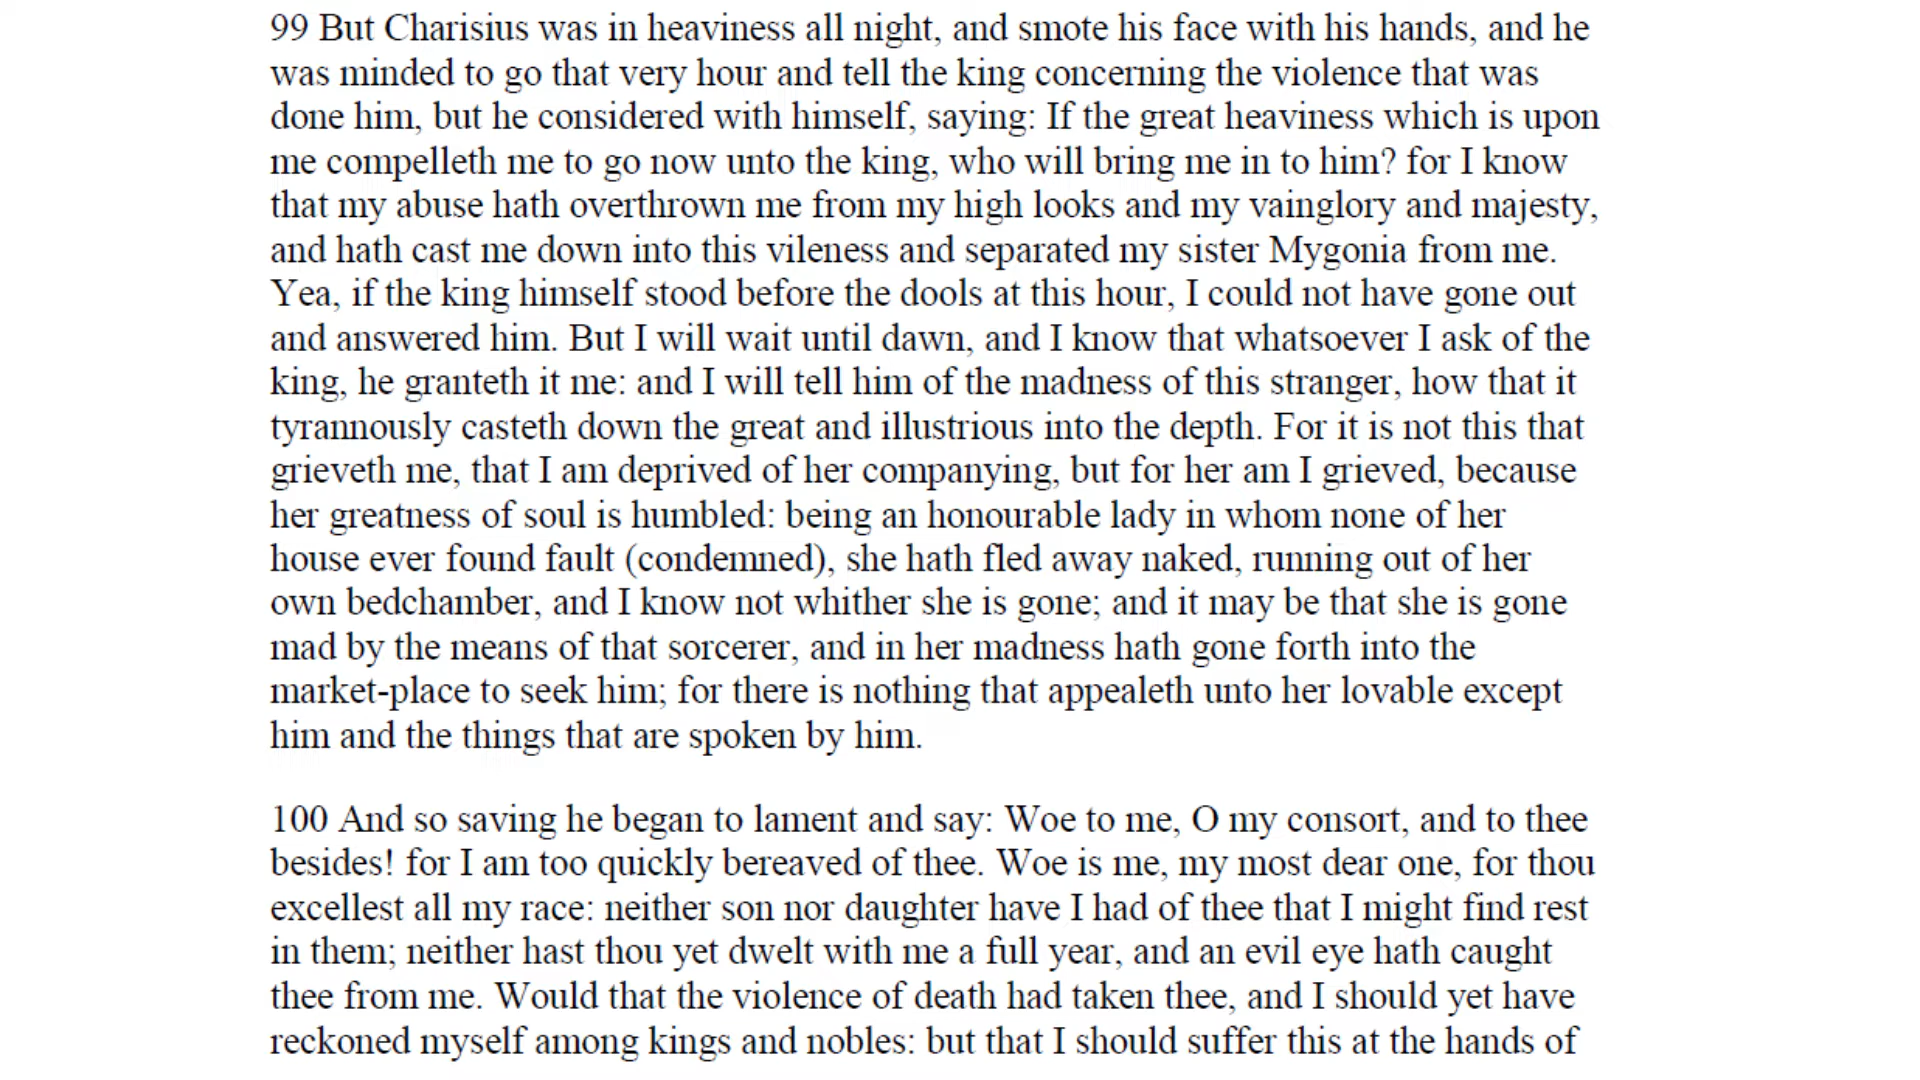 99 But Charisius was in heaviness all night, and smote his face with his hands, and he
was minded to go that very hour and tell the king concerning the violence that was
done him, but he considered with himself, saying: If the great heaviness which is upon
me compelleth me to go now unto the king, who will bring me in to him? for I know
that my abuse hath overthrown me from my high looks and my vainglory and majesty,
and hath cast me down into this vileness and separated my sister Mygonia from me.
Yea, if the king himself stood before the dools at this hour, I could not have gone out
and answered him. But I will wait until dawn, and I know that whatsoever I ask of the
king, he granteth it me: and I will tell him of the madness of this stranger, how that it
tyrannously casteth down the great and illustrious into the depth. For it is not this that
grieveth me, that I am deprived of her companying, but for her am I grieved, because
her greatness of soul is humbled: being an honourable lady in whom none of her
house ever found fault (condemned), she hath fled away naked, running out of her
own bedchamber, and I know not whither she is gone; and it may be that she is gone
mad by the means of that sorcerer, and in her madness hath gone forth into the
market-place to seek him; for there is nothing that appealeth unto her lovable except
him and the things that are spoken by him.
100 And so saving he began to lament and say: Woe to me, O my consort, and to thee
besides! for I am too quickly bereaved of thee. Woe is me, my most dear one, for thou
excellest all my race: neither son nor daughter have I had of thee that I might find rest
in them; neither hast thou yet dwelt with me a full year, and an evil eye hath caught
thee from me. Would that the violence of death had taken thee, and I should yet have
reckoned myself among kings and nobles: but that I should suffer this at the hands of